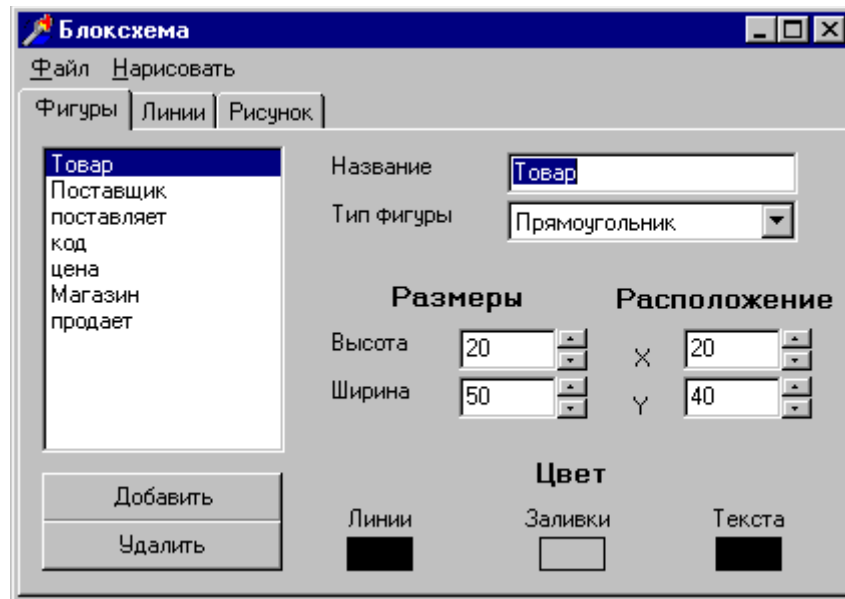 Блоксхема
Файл Нарисовать
Фигуры Линии Рисунок
Товар
Поставщик
поставляет
код
цена
Магазин
продает
Добавить
Удалить
Название Товар
Тип фигуры Прямоугольник
Размеры Расположение
Высота 20 X 20
Ширина 50 Y 40
Цвет
Линии Заливки Текста